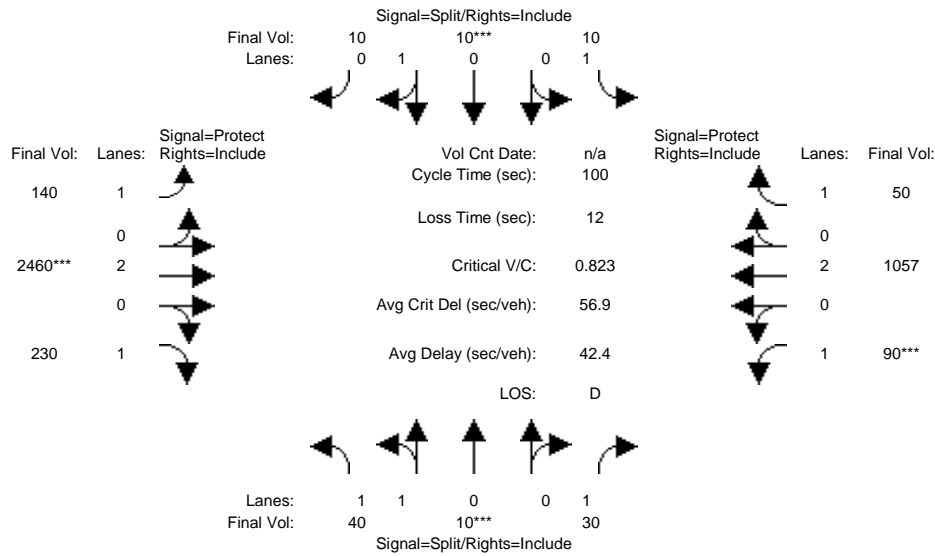 Signal=Split/Rights=Include
Final Vol: 10 10*** 10
Lanes: 0 1 0 0 1
Signal=Protect Signal=Protect
Final Vol: Lanes: Rights=Include Vol Cnt Date: n/a Rights=Include Lanes: Final Vol:
Cycle Time (sec): 100
140 1 1 50
Loss Time (sec): 12
0 0
2460*** 2 Critical V/C: 0.823 2 1057
0 Avg Crit Del (sec/veh): 56.9 0
230 1 Avg Delay (sec/veh): 42.4 1 90***
LOS: D
Lanes: 1 1 0 0 1
Final Vol: 40 10*** 30
Signal=Split/Rights=Include